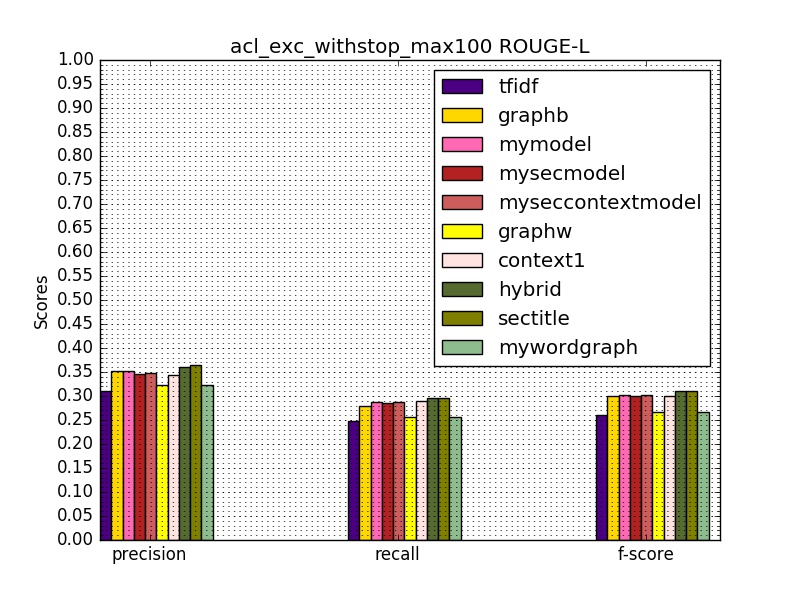 acl_exc_withstop_max100 ROUGE-L
1.00
0.95
0.90
0.85
0.80
0.75
0.70
0.65
0.60
0.55
0.50
0.45
0.40
0.35
0.30
0.25
0.20
0.15
0.10
0.05
0.00
Scores
tfidf
graphb
mymodel
mysecmodel
myseccontextmodel
graphw
context1
hybrid
sectitle
mywordgraph
precision
recall
f-score